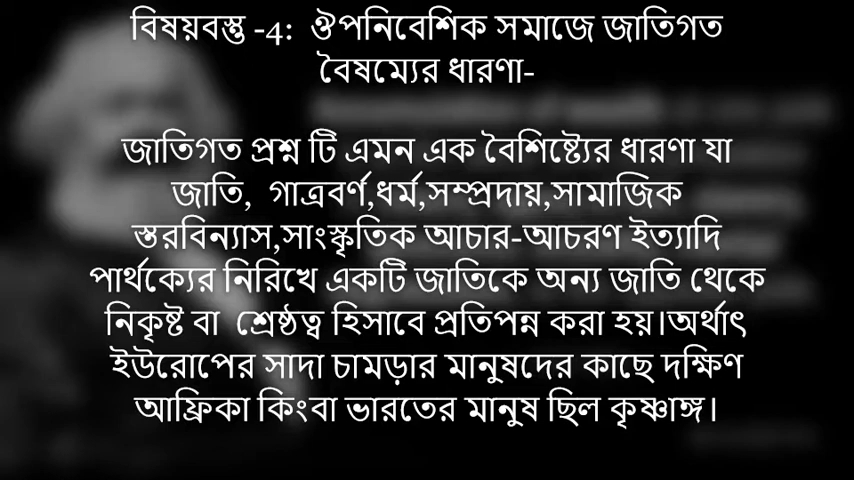 বিষয়বস্তু -4:  ঔপনিবেশিক সমাজে জাতিগত
বৈষম্যের ধারণা-
জাতিগত প্রশ্ন টি এমন এক বৈশিষ্ট্যের ধারণা যা
জাতি,  গাত্রবর্ণ,ধর্ম,সম্প্রদায়,সামাজিক
স্তরবিন্যাস,সাংস্কৃতিক আচার-আচরণ ইত্যাদি
পার্থক্যের নিরিখে একটি জাতিকে অন্য জাতি থেকে
নিকৃষ্ট বা  শ্রেষ্ঠত্ব হিসাবে প্রতিপন্ন করা হয়।অর্থাৎ
ইউরোপের সাদা চামড়ার মানুষদের কাছে দক্ষিণ
আফ্রিকা কিংবা ভারতের মানুষ ছিল কৃষ্ণাঙ্গ।